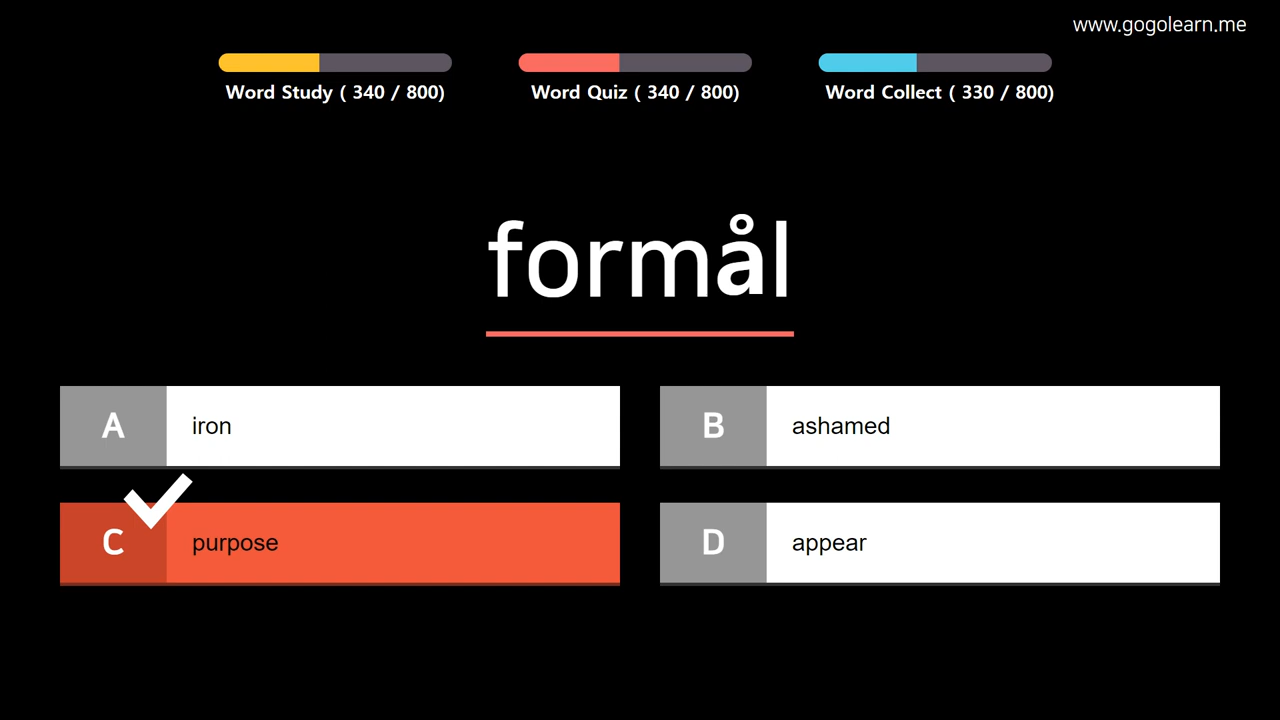 www.gogolearn.me
Word Study ( 340 / 800)
Word Quiz ( 340 / 800)
Word Collect ( 330 / 800)
formål
A iron
B ashamed
C purpose
D appear